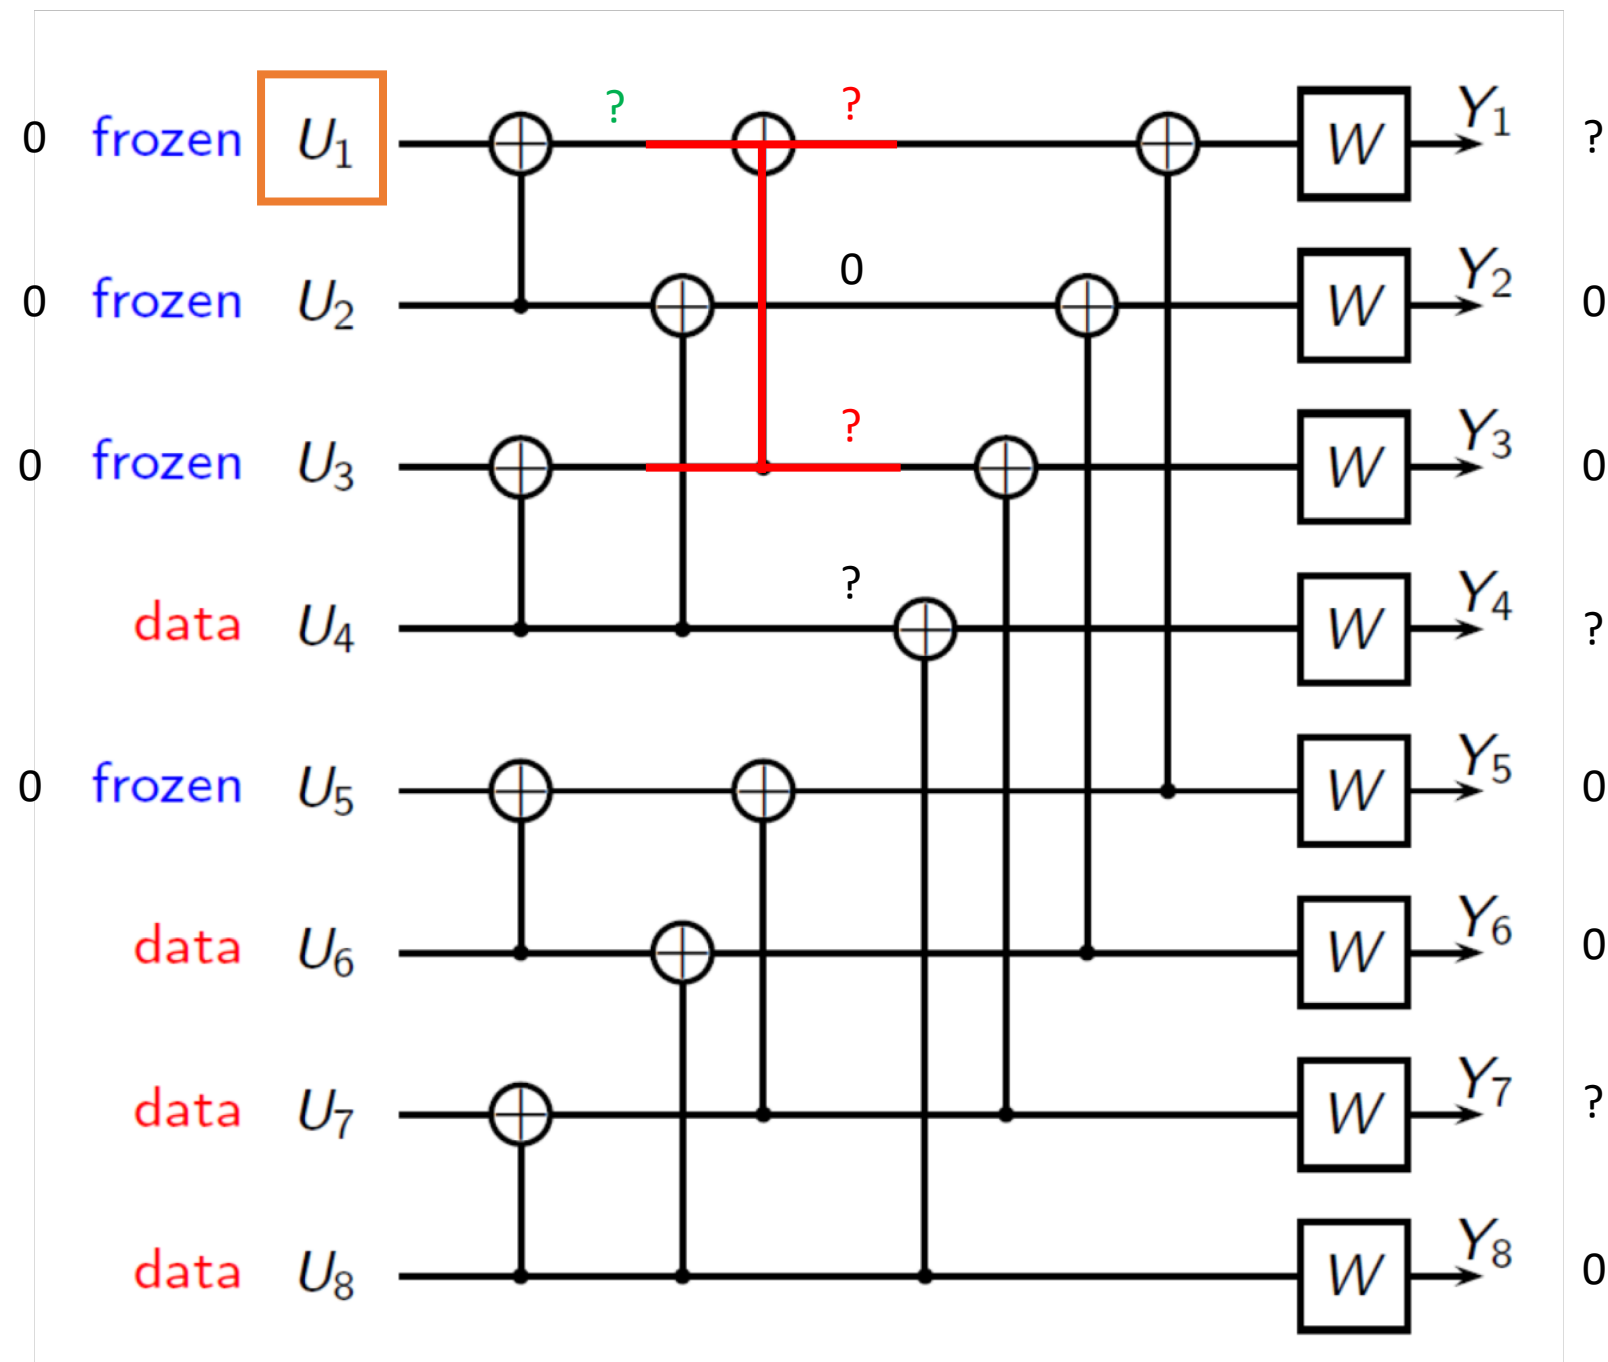 ? ?
0 frozen U1 W Y1 ?
0
0 frozen U2 W Y2 0
?
0 frozen U3 W Y3 0
?
data U4 W Y4 ?
0 frozen U5 W Y5 0
data U6 W Y6 0
data U7 W Y7 ?
data U8 W Y8 0